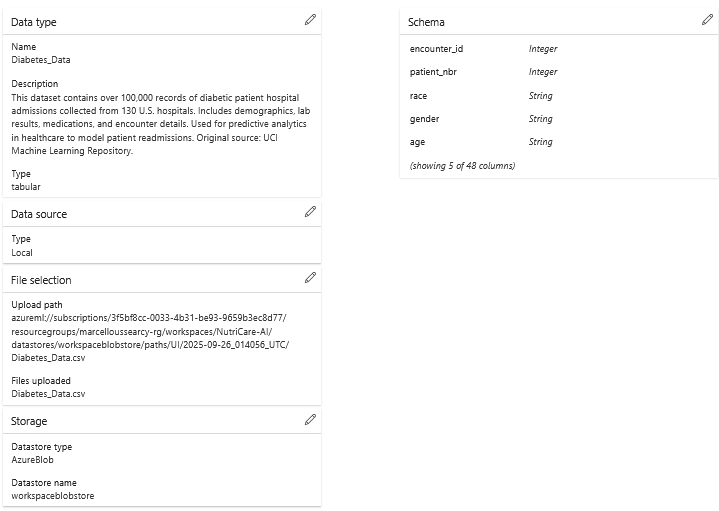 Data type
Name
Diabetes_Data
Description
This dataset contains over 100,000 records of diabetic patient hospital
admissions collected from 130 U.S. hospitals. Includes demographics, lab
results, medications, and encounter details. Used for predictive analytics
in healthcare to model patient readmissions. Original source: UCI
Machine Learning Repository.
Type
tabular
Data source
Type
Local
File selection
Upload path
azureml://subscriptions/3f5bf8cc-0033-4b31-be93-9659b3ec8d77/
resourcegroups/marcelloussearcy-rg/workspaces/NutriCare-AI/
datastores/workspaceblobstore/paths/UI/2025-09-26_014056_UTC/
Diabetes_Data.csv
Files uploaded
Diabetes_Data.csv
Storage
Datastore type
AzureBlob
Datastore name
workspaceblobstore
Schema
encounter_id Integer
patient_nbr Integer
race String
gender String
age String
(showing 5 of 48 columns)